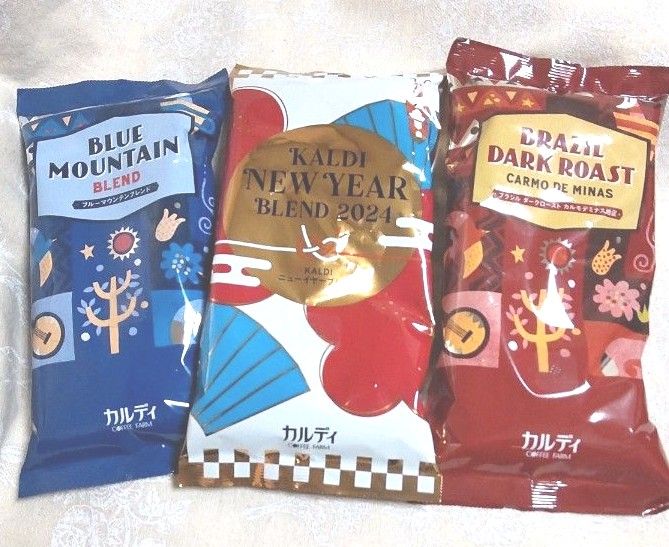 BLUE
MOUNTAIN
BLEND
ブルーマウンテンブレンド
カルディ
COFFEE FARM
KALDI
NEW YEAR
BLEND 2024
KALDI
カルディ
COFFEE FARM
BRAZIL
DARK ROAST
CARMO DE MINAS
カルディ
COFFEE FARM